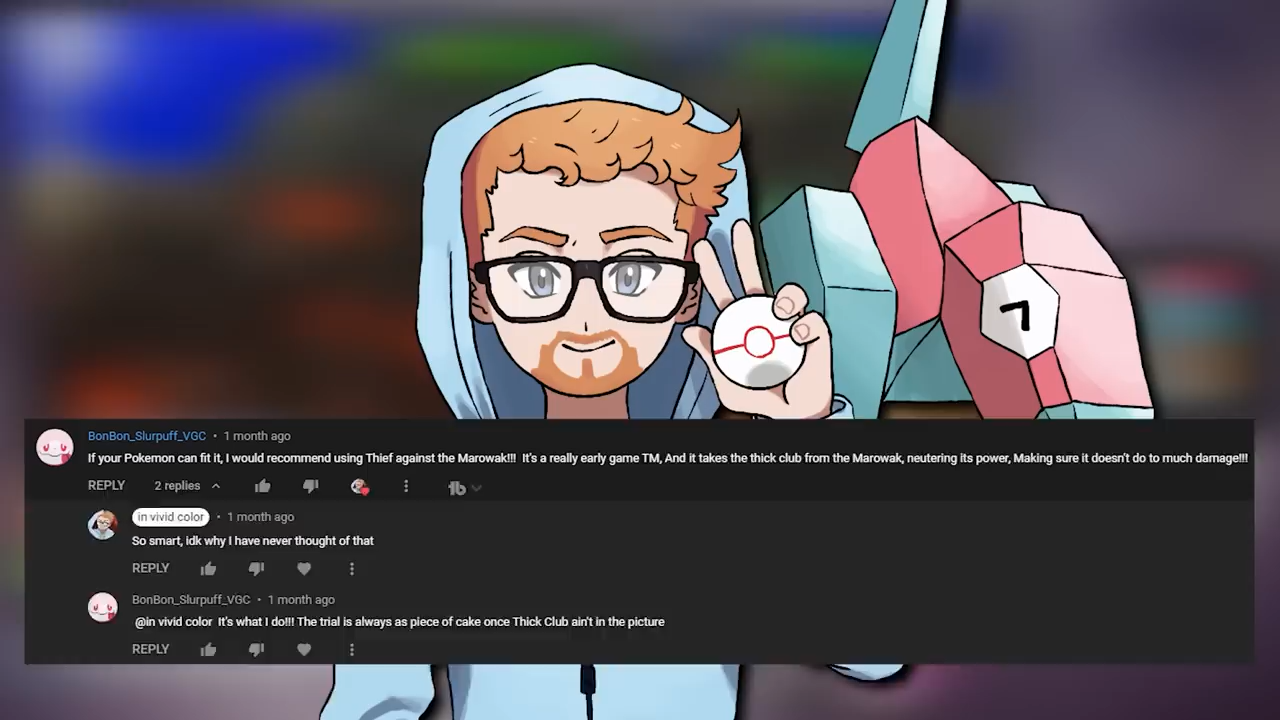 BonBon_Slurpuff_VGC • 1 month ago
If your Pokemon can fit it, I would recommend using Thief against the Marowak!!! It's a really early game TM, And it takes the thick club from the Marowak, neutering its power, Making sure it doesn't do to much damage!!!
REPLY 2 replies
in vivid color • 1 month ago
So smart, idk why I have never thought of that
REPLY
BonBon_Slurpuff_VGC • 1 month ago
@in vivid color It's what I do!!! The trial is always as piece of cake once Thick Club ain't in the picture
REPLY